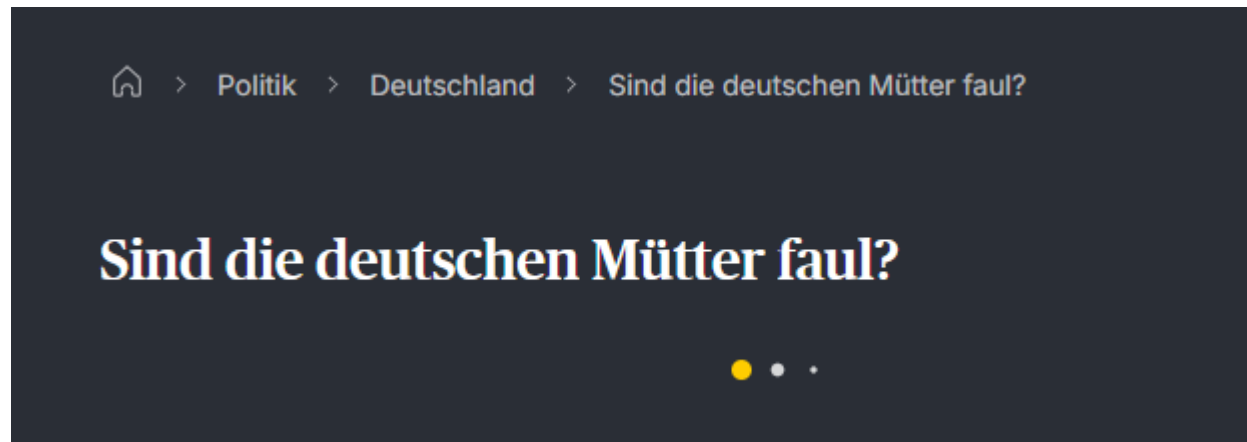 Politik > Deutschland > Sind die deutschen Mütter faul?
Sind die deutschen Mütter faul?